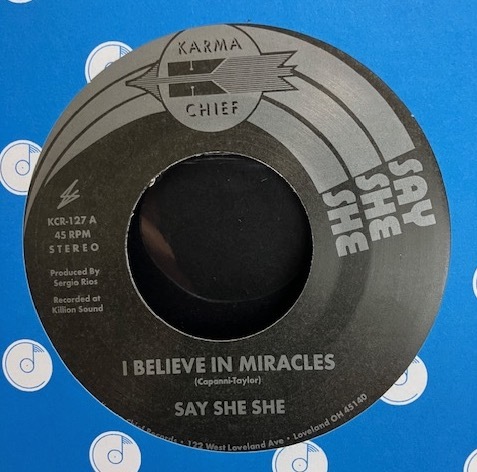 KARMA
CHIEF
SAY
SHE
SHE
KCR-127 A
45 RPM
STEREO
Produced By
Sergio Rios
Recorded at
Killion Sound
I BELIEVE IN MIRACLES
(Capanni-Taylor)
SAY SHE SHE
Records • 122 West Loveland Ave • Loveland OH 45140